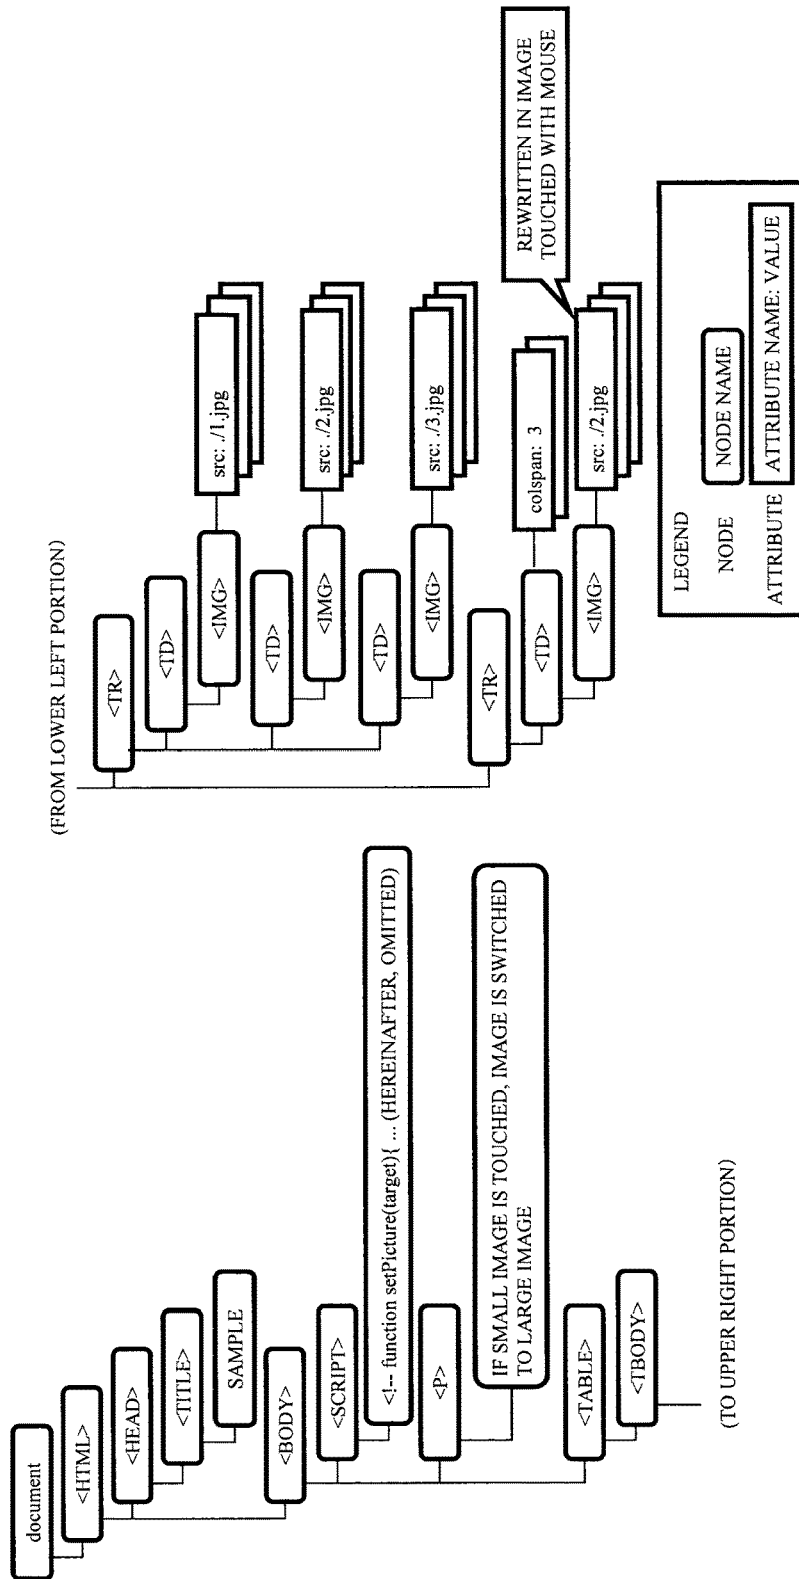 document
<HTML>
<HEAD>
<TITLE>
SAMPLE
<BODY>
<SCRIPT>
<!-- function setPicture(target){ ... (HEREINAFTER, OMITTED)
<P>
IF SMALL IMAGE IS TOUCHED, IMAGE IS SWITCHED
TO LARGE IMAGE
<TABLE>
<TBODY>
(TO UPPER RIGHT PORTION)
(FROM LOWER LEFT PORTION)
<TR>
<TD>
<IMG>
src: ./1.jpg
<TD>
<IMG>
src: ./2.jpg
<TD>
<IMG>
src: ./3.jpg
<TR>
<TD>
colspan: 3
<IMG>
src: ./2.jpg
REWRITTEN IN IMAGE
TOUCHED WITH MOUSE
LEGEND
NODE
NODE NAME
ATTRIBUTE
ATTRIBUTE NAME: VALUE